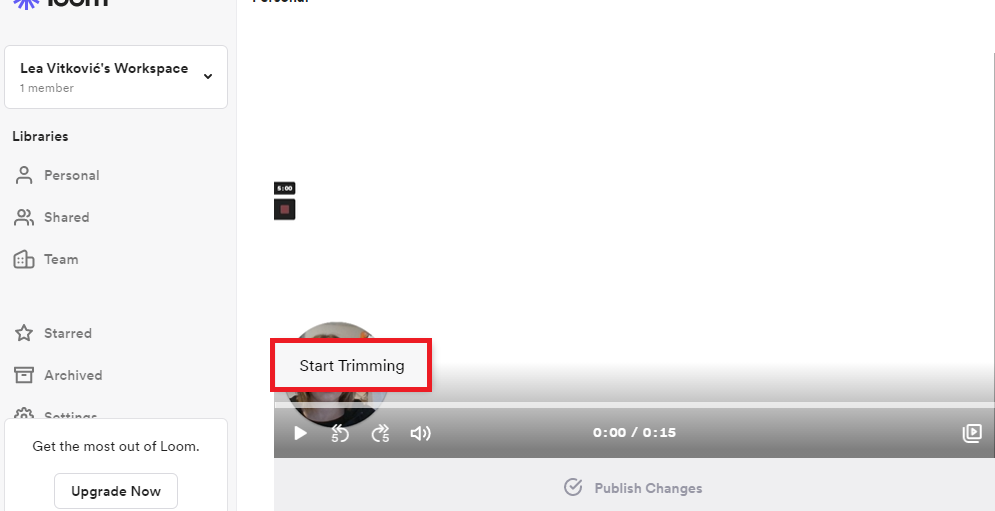 loom
Personal
Lea Vitković's Workspace
1 member
Libraries
Personal
Shared
Team
Starred
Archived
Settings
Get the most out of Loom.
Upgrade Now
5:00
Start Trimming
5
5
0:00 / 0:15
Publish Changes